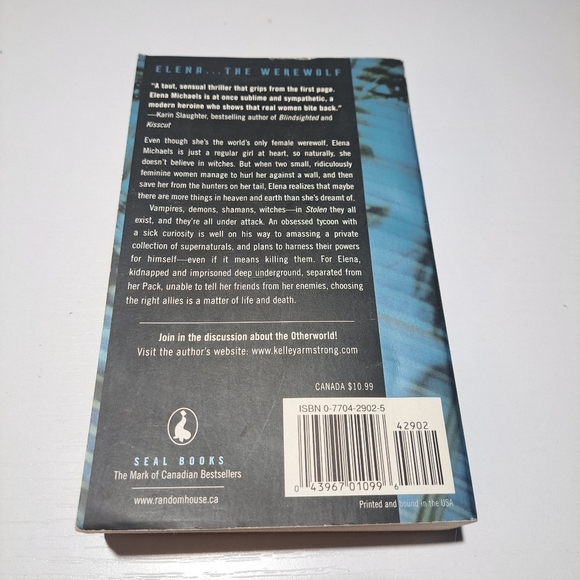 ELENA...THE WEREWOLF
"A taut, sensual thriller that grips from the first page.
Elena Michaels is at once sublime and sympathetic, a
modern heroine who shows that real women bite back."
—Karin Slaughter, bestselling author of Blindsighted and
Kisscut
Even though she's the world's only female werewolf, Elena
Michaels is just a regular girl at heart, so naturally, she
doesn't believe in witches. But when two small, ridiculously
feminine women manage to hurl her against a wall, and then
save her from the hunters on her tail, Elena realizes that maybe
there are more things in heaven and earth than she's dreamt of.
Vampires, demons, shamans, witches—in Stolen they all
exist, and they're all under attack. An obsessed tycoon with
a sick curiosity is well on his way to amassing a private
collection of supernaturals, and plans to harness their powers
for himself—even if it means killing them. For Elena,
kidnapped and imprisoned deep underground, separated from
her Pack, unable to tell her friends from her enemies, choosing
the right allies is a matter of life and death.
Join in the discussion about the Otherworld!
Visit the author's website: www.kelleyarmstrong.com
CANADA $10.99
ISBN 0-7704-2902-5
42902
0 43967 01099 6
SEAL BOOKS
The Mark of Canadian Bestsellers
www.randomhouse.ca
Printed and bound in the USA